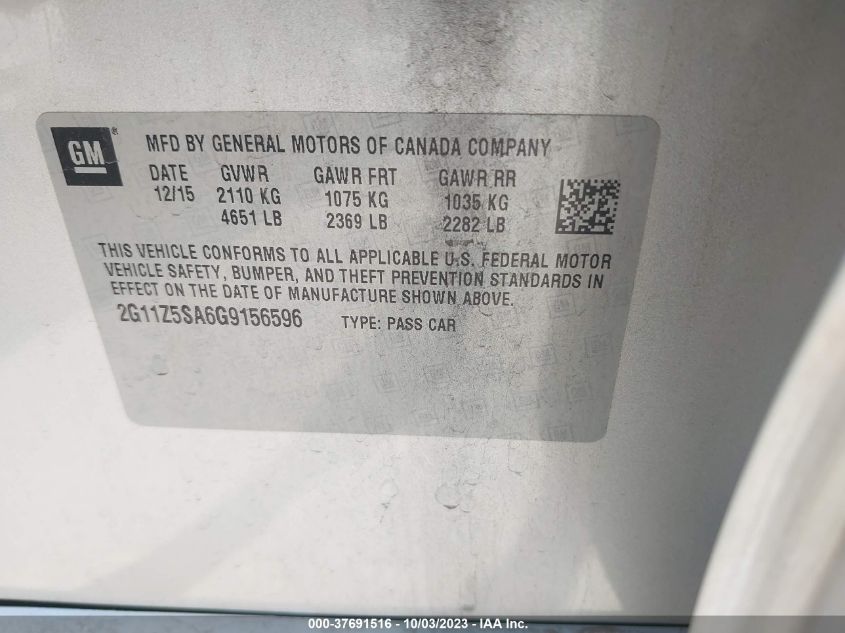 GM®
MFD BY GENERAL MOTORS OF CANADA COMPANY
DATE GVWR GAWR FRT GAWR RR
12/15 2110 KG 1075 KG 1035 KG
4651 LB 2369 LB 2282 LB
THIS VEHICLE CONFORMS TO ALL APPLICABLE U.S. FEDERAL MOTOR
VEHICLE SAFETY, BUMPER, AND THEFT PREVENTION STANDARDS IN
EFFECT ON THE DATE OF MANUFACTURE SHOWN ABOVE.
2G11Z5SA6G9156596 TYPE: PASS CAR
000-37691516 - 10/03/2023 - IAA Inc.